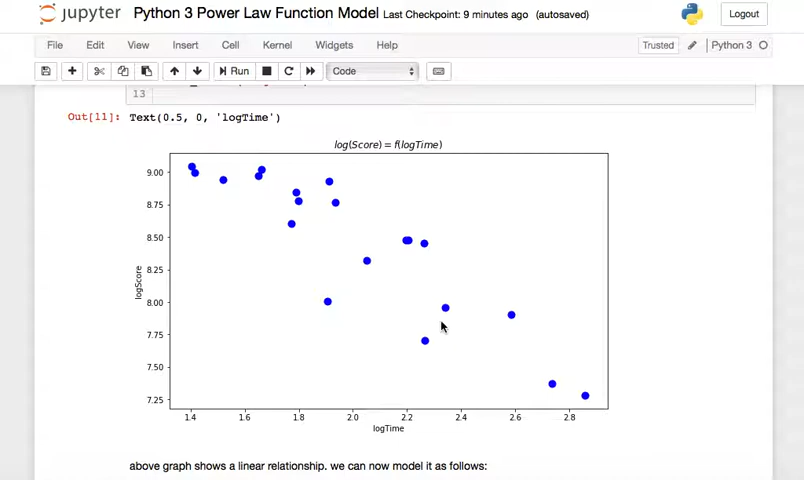 jupyter Python 3 Power Law Function Model Last Checkpoint: 9 minutes ago (autosaved) Logout
File Edit View Insert Cell Kernel Widgets Help Trusted Python 3
Run Code
13
Out[11]: Text(0.5, 0, 'logTime')
log(Score) = f(logTime)
9.00
8.75
8.50
8.25
8.00
7.75
7.50
7.25
logScore
1.4 1.6 1.8 2.0 2.2 2.4 2.6 2.8
logTime
above graph shows a linear relationship. we can now model it as follows: